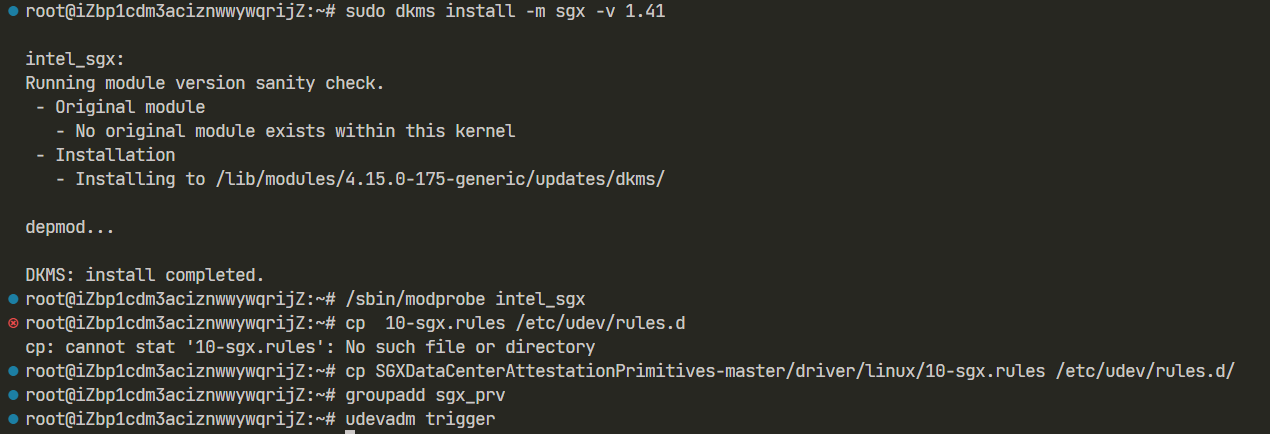 root@iZbp1cdm3aciznwwywqrijZ:~# sudo dkms install -m sgx -v 1.41
intel_sgx:
Running module version sanity check.
 - Original module
   - No original module exists within this kernel
 - Installation
   - Installing to /lib/modules/4.15.0-175-generic/updates/dkms/
depmod...
DKMS: install completed.
root@iZbp1cdm3aciznwwywqrijZ:~# /sbin/modprobe intel_sgx
root@iZbp1cdm3aciznwwywqrijZ:~# cp  10-sgx.rules /etc/udev/rules.d
cp: cannot stat '10-sgx.rules': No such file or directory
root@iZbp1cdm3aciznwwywqrijZ:~# cp SGXDataCenterAttestationPrimitives-master/driver/linux/10-sgx.rules /etc/udev/rules.d/
root@iZbp1cdm3aciznwwywqrijZ:~# groupadd sgx_prv
root@iZbp1cdm3aciznwwywqrijZ:~# udevadm trigger